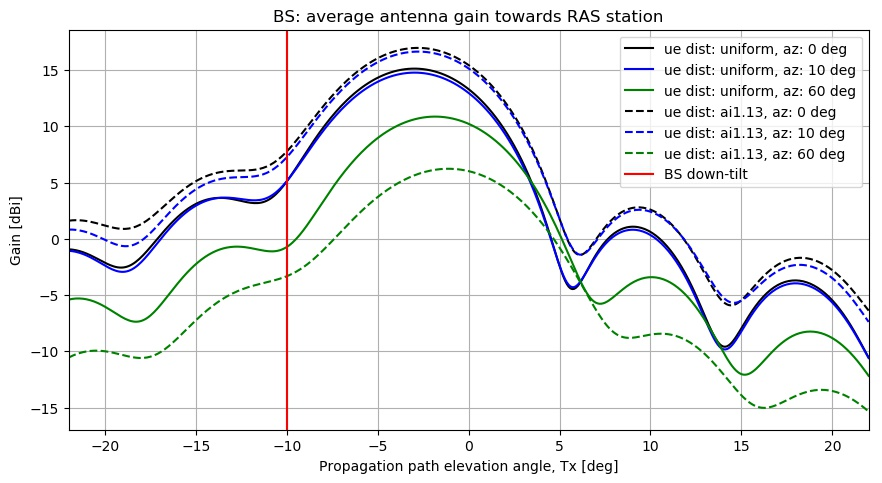 BS: average antenna gain towards RAS station
Gain [dBi]
15
10
5
0
−5
−10
−15
ue dist: uniform, az: 0 deg
ue dist: uniform, az: 10 deg
ue dist: uniform, az: 60 deg
ue dist: ai1.13, az: 0 deg
ue dist: ai1.13, az: 10 deg
ue dist: ai1.13, az: 60 deg
BS down-tilt
−20 −15 −10 −5 0 5 10 15 20
Propagation path elevation angle, Tx [deg]